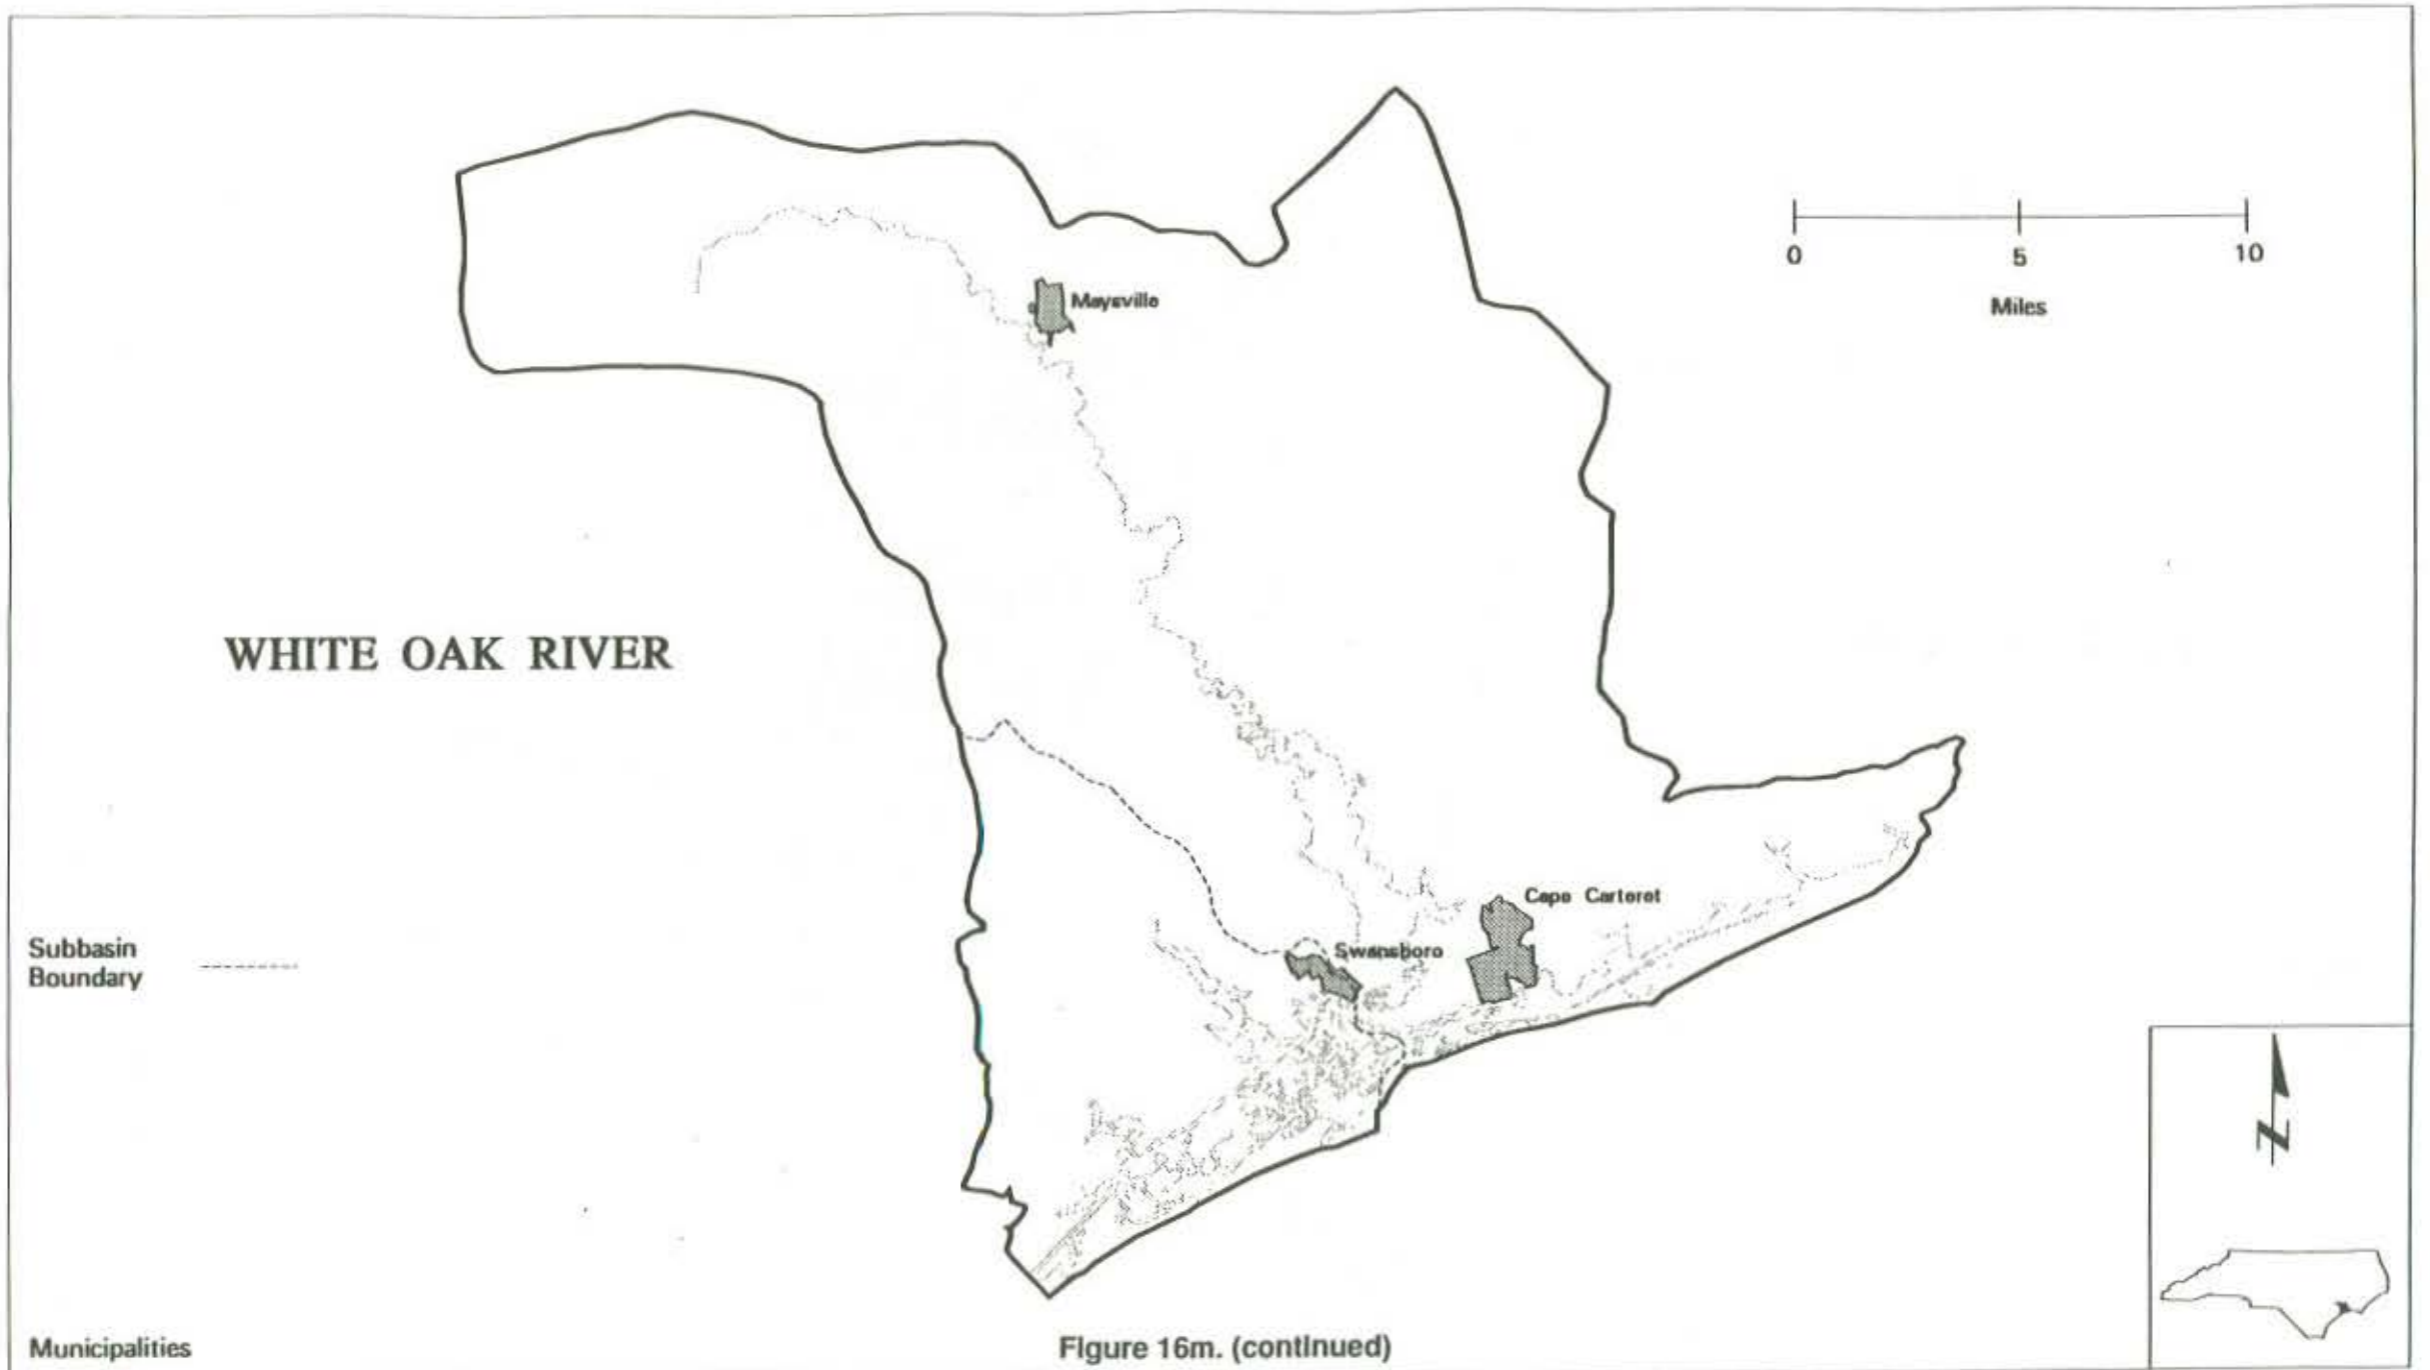 Maysville
0 5 10
Miles
WHITE OAK RIVER
Cape Carteret
Swansboro
Subbasin
Boundary
N
Municipalities
Figure 16m. (continued)